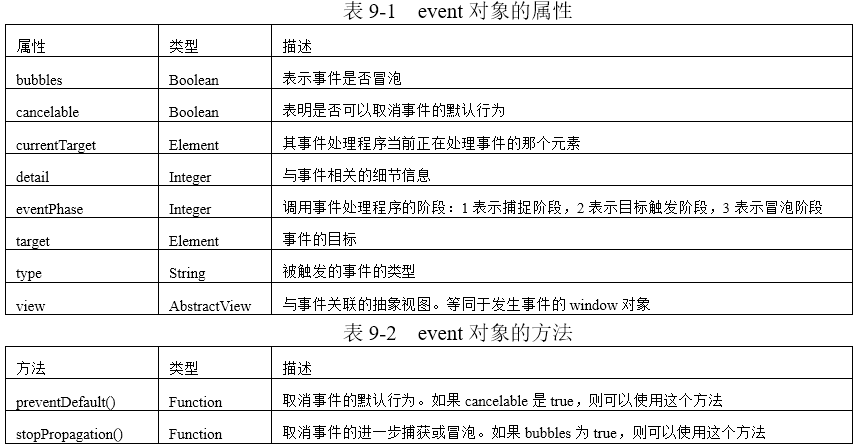 表 9-1 event 对象的属性
属性 类型 描述
bubbles Boolean 表示事件是否冒泡
cancelable Boolean 表明是否可以取消事件的默认行为
currentTarget Element 其事件处理程序当前正在处理事件的那个元素
detail Integer 与事件相关的细节信息
eventPhase Integer 调用事件处理程序的阶段：1 表示捕捉阶段，2 表示目标触发阶段，3 表示冒泡阶段
target Element 事件的目标
type String 被触发的事件的类型
view AbstractView 与事件关联的抽象视图。等同于发生事件的 window 对象
表 9-2 event 对象的方法
方法 类型 描述
preventDefault() Function 取消事件的默认行为。如果 cancelable 是 true，则可以使用这个方法
stopPropagation() Function 取消事件的进一步捕获或冒泡。如果 bubbles 为 true，则可以使用这个方法